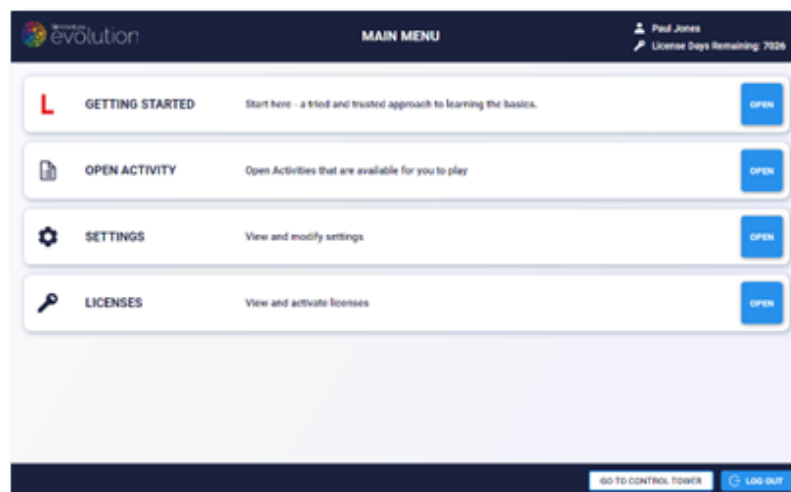 evolution
MAIN MENU
Paul Jones
License Days Remaining: 7026
L GETTING STARTED Start here - a tried and trusted approach to learning the basics. OPEN
OPEN ACTIVITY Open Activities that are available for you to play OPEN
SETTINGS View and modify settings OPEN
LICENSES View and activate licenses OPEN
GO TO CONTROL TOWER LOG OUT